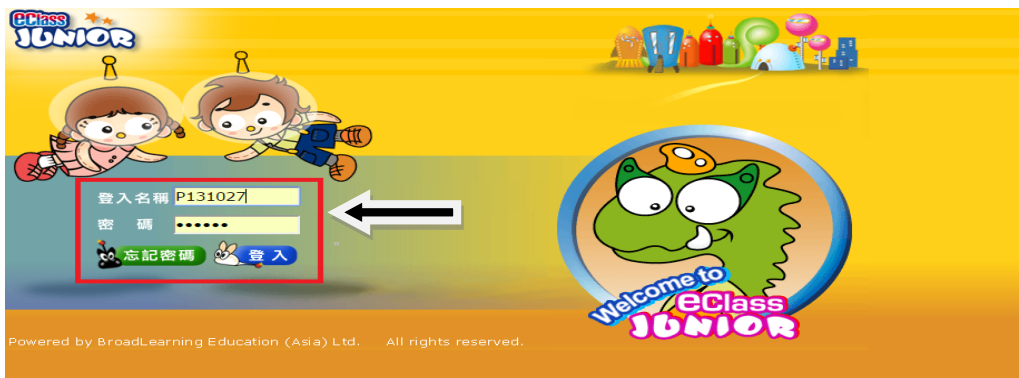 eClass
JUNIOR
登入名稱 P131027
密 碼 ••••••
忘記密碼 登入
Welcome to
eClass
JUNIOR
Powered by BroadLearning Education (Asia) Ltd. All rights reserved.